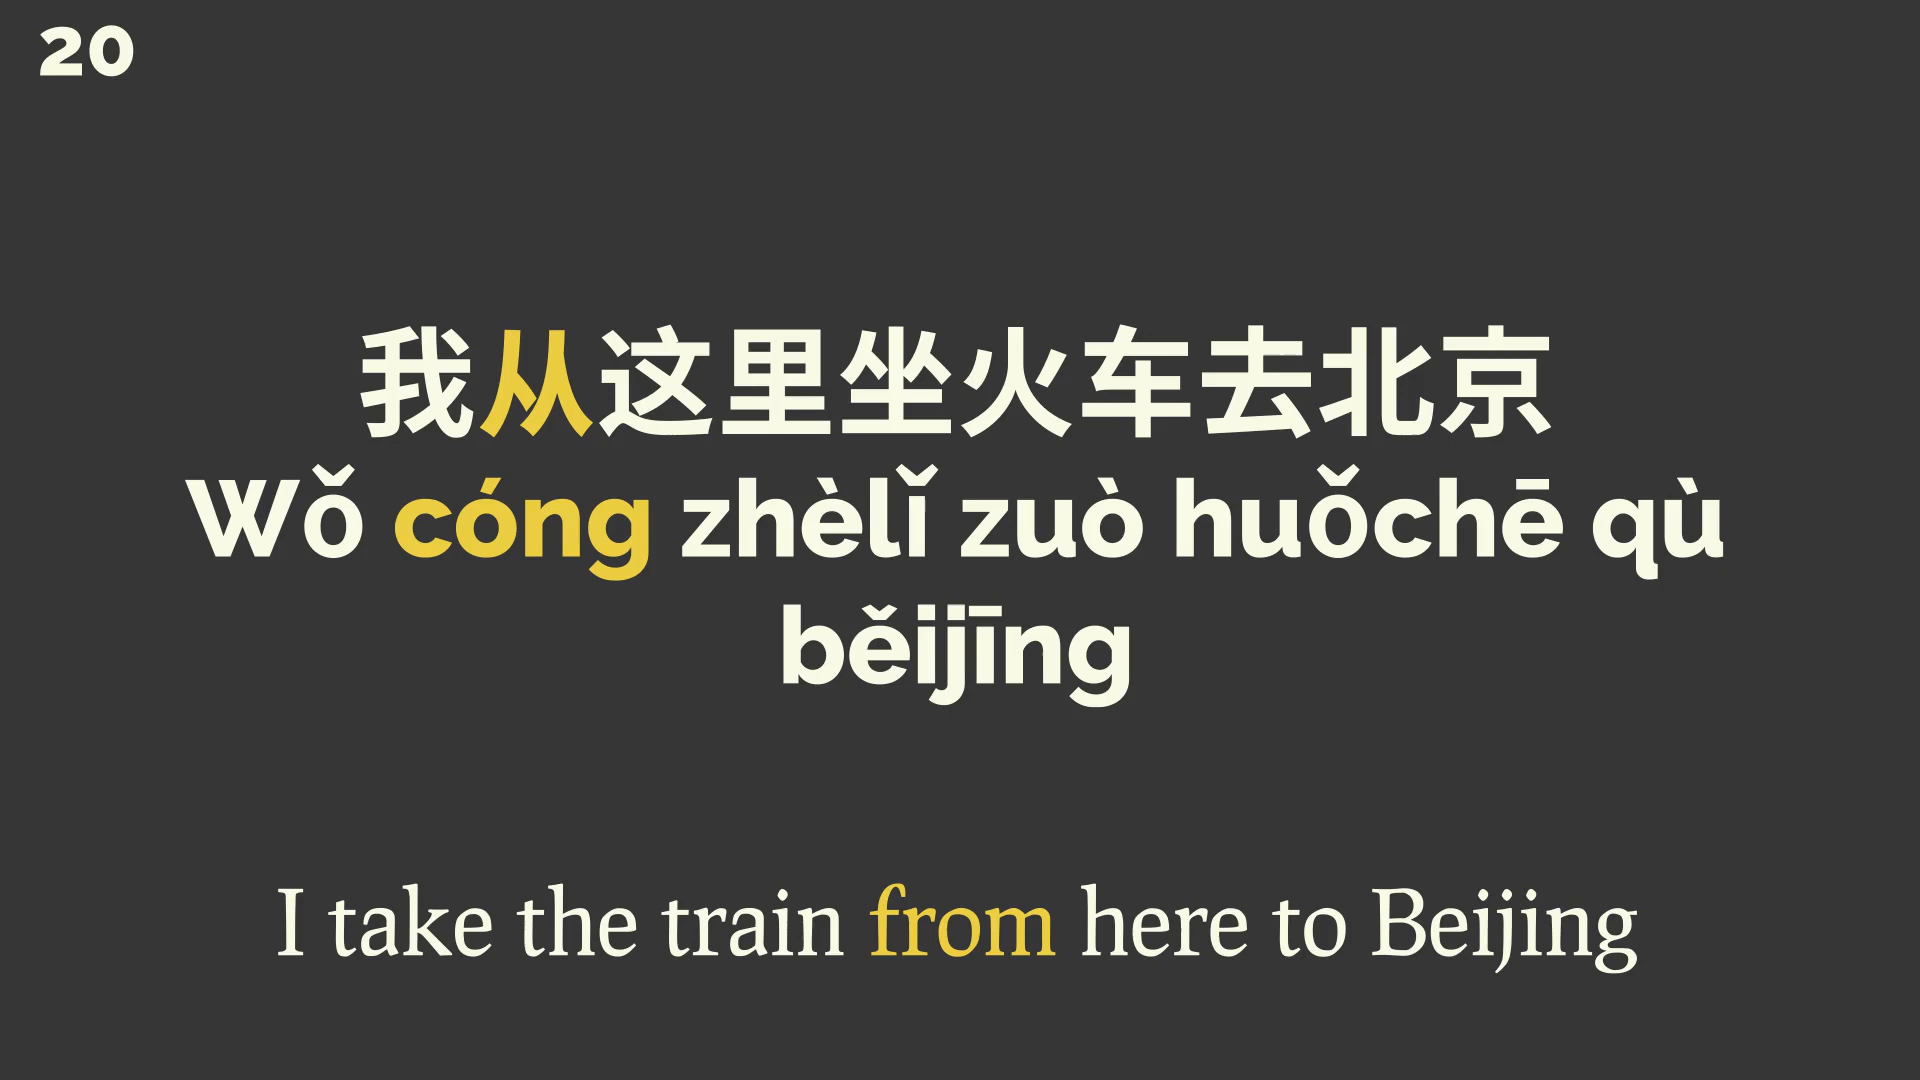 20
我从这里坐火车去北京
Wǒ cóng zhèlǐ zuò huǒchē qù
běijīng
I take the train from here to Beijing